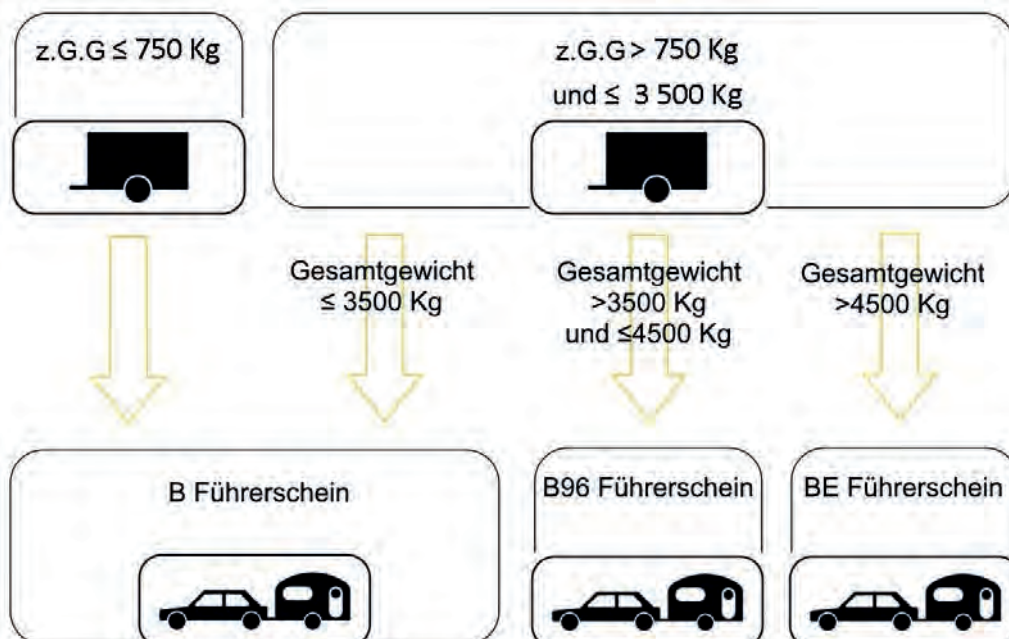 z.G.G ≤ 750 Kg
z.G.G > 750 Kg
und ≤ 3 500 Kg
Gesamtgewicht
≤ 3500 Kg
Gesamtgewicht
>3500 Kg
und ≤4500 Kg
Gesamtgewicht
>4500 Kg
B Führerschein
B96 Führerschein
BE Führerschein